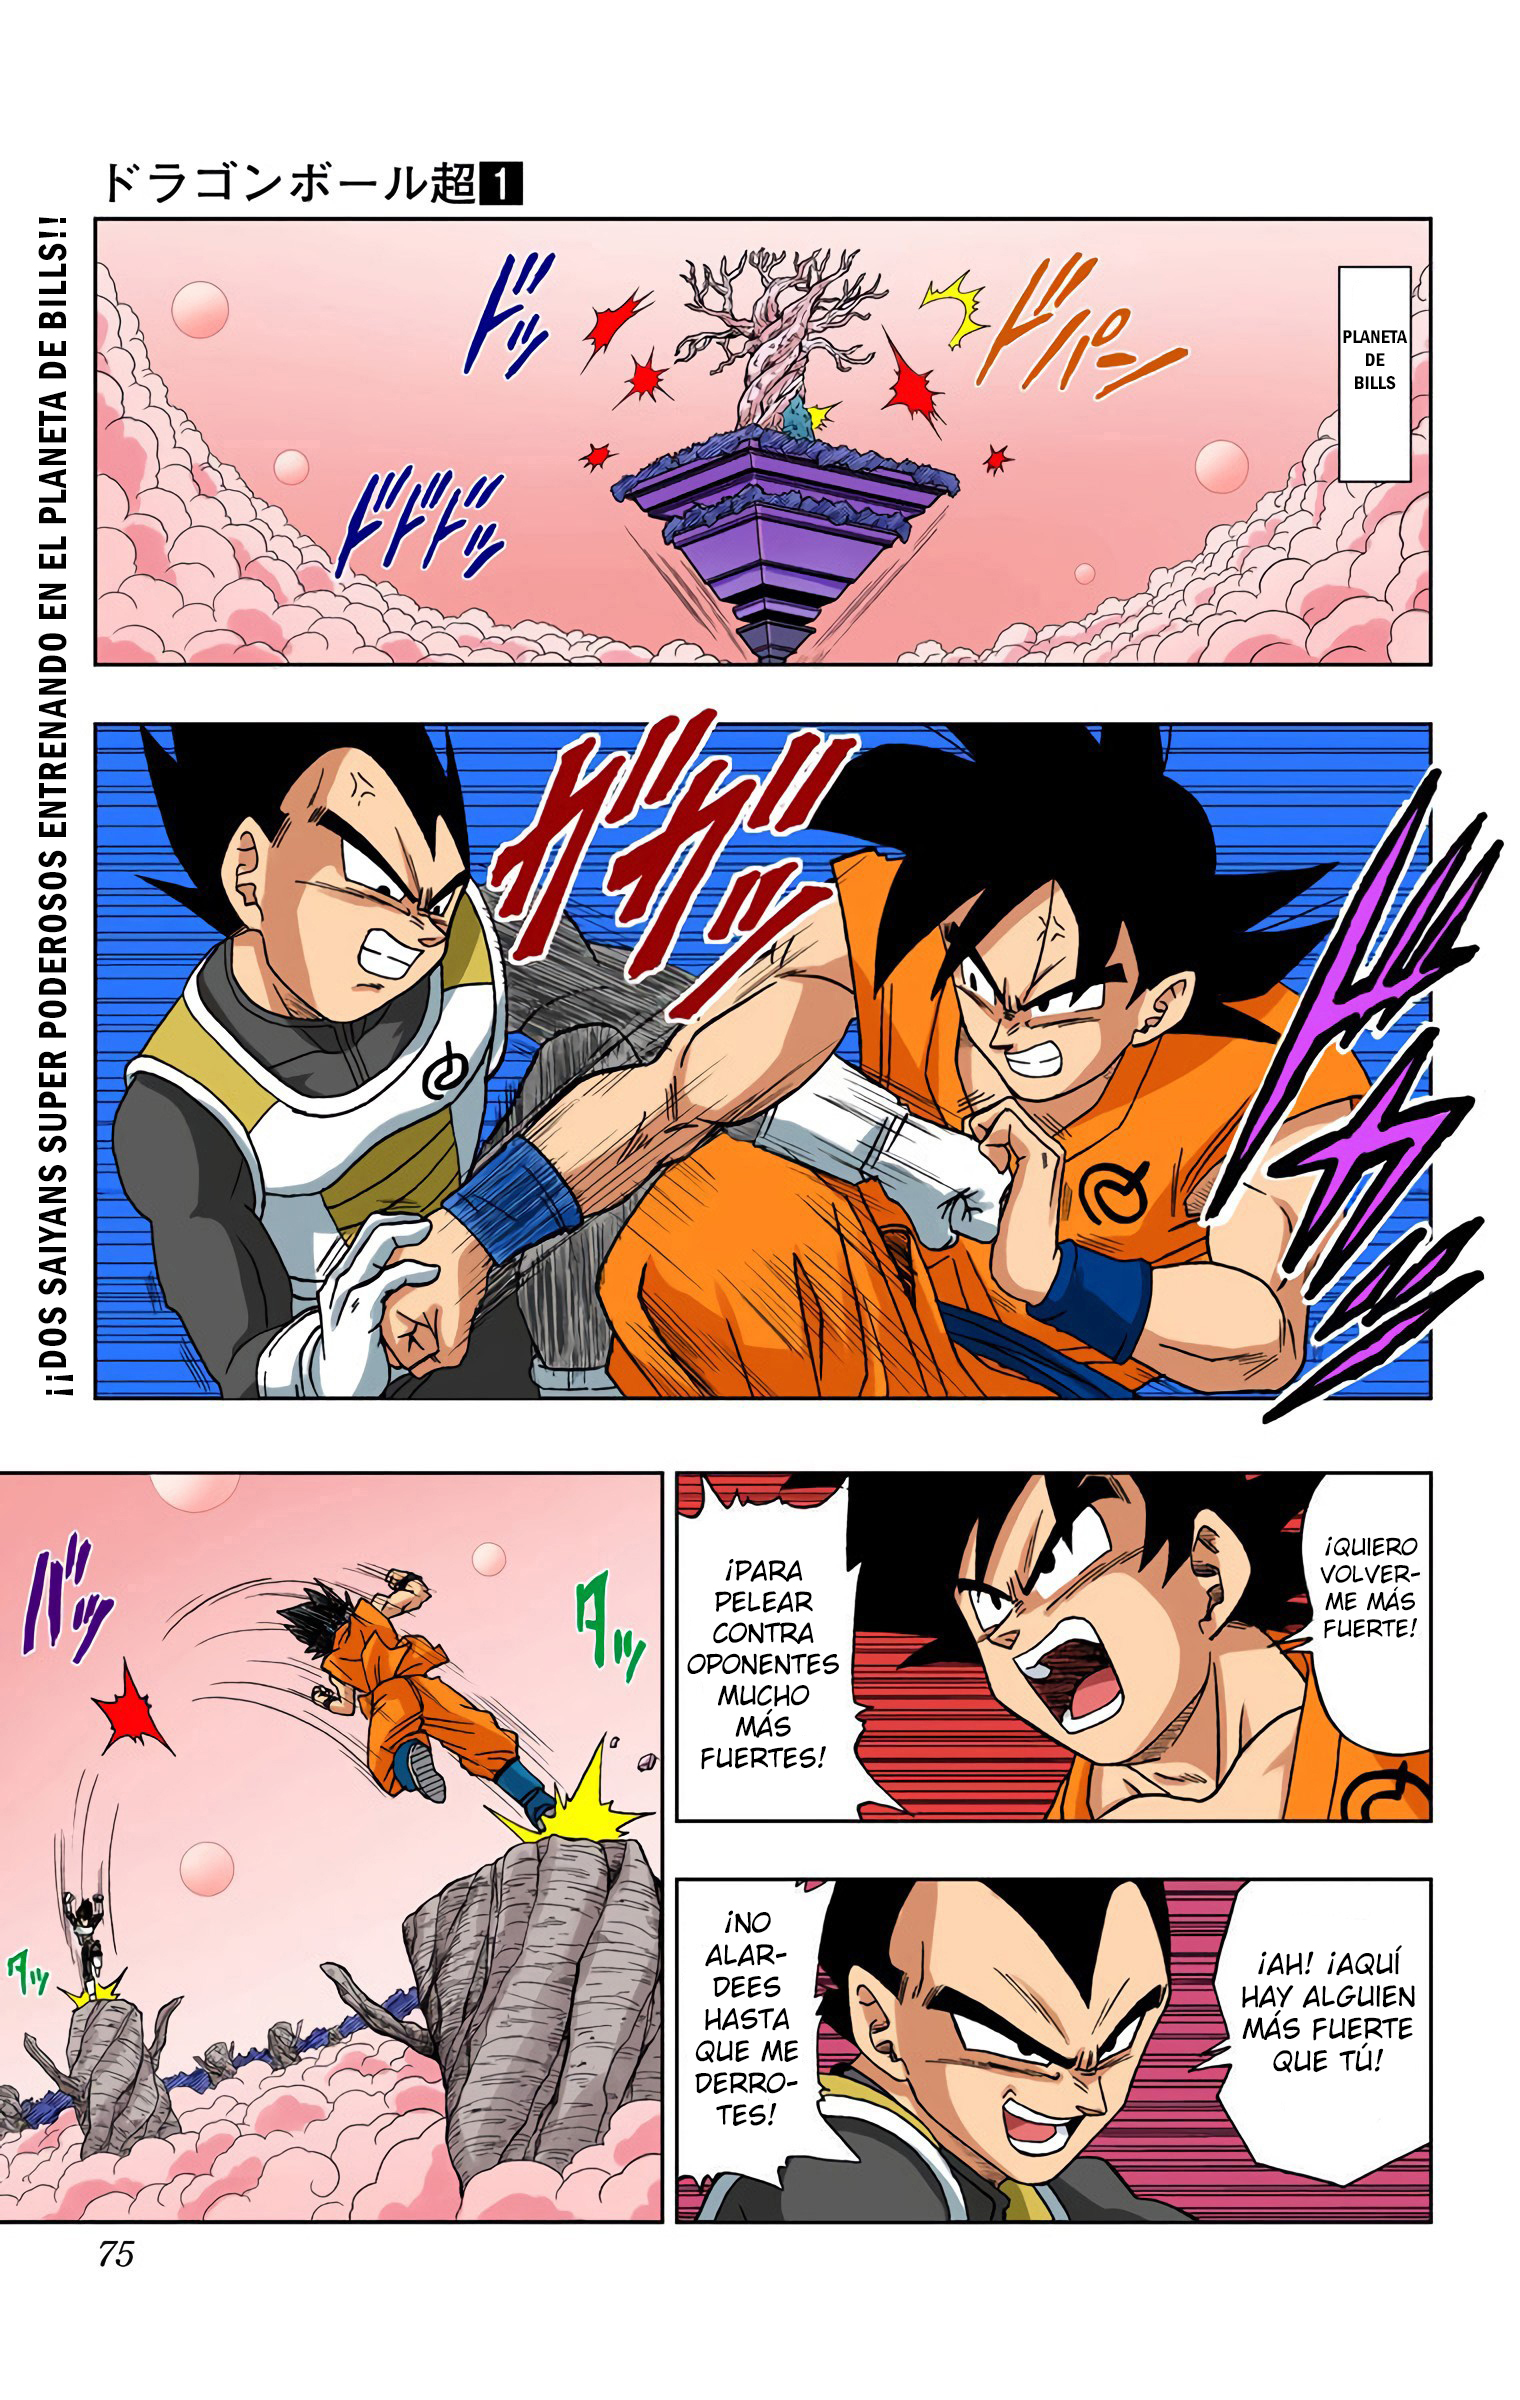 ドラゴンボール超1
¡¡DOS SAIYANS SUPER PODEROSOS ENTRENANDO EN EL PLANETA DE BILLS!!
PLANETA
DE
BILLS
ドパン
ドッ
ドドドッ
ガガッ
ドカカカ
¡QUIERO
VOLVER-
ME MÁS
FUERTE!
¡PARA
PELEAR
CONTRA
OPONENTES
MUCHO
MÁS
FUERTES!
¡AH! ¡AQUÍ
HAY ALGUIEN
MÁS FUERTE
QUE TÚ!
¡NO
ALAR-
DEES
HASTA
QUE ME
DERRO-
TES!
タッ
バッ
タッ
75